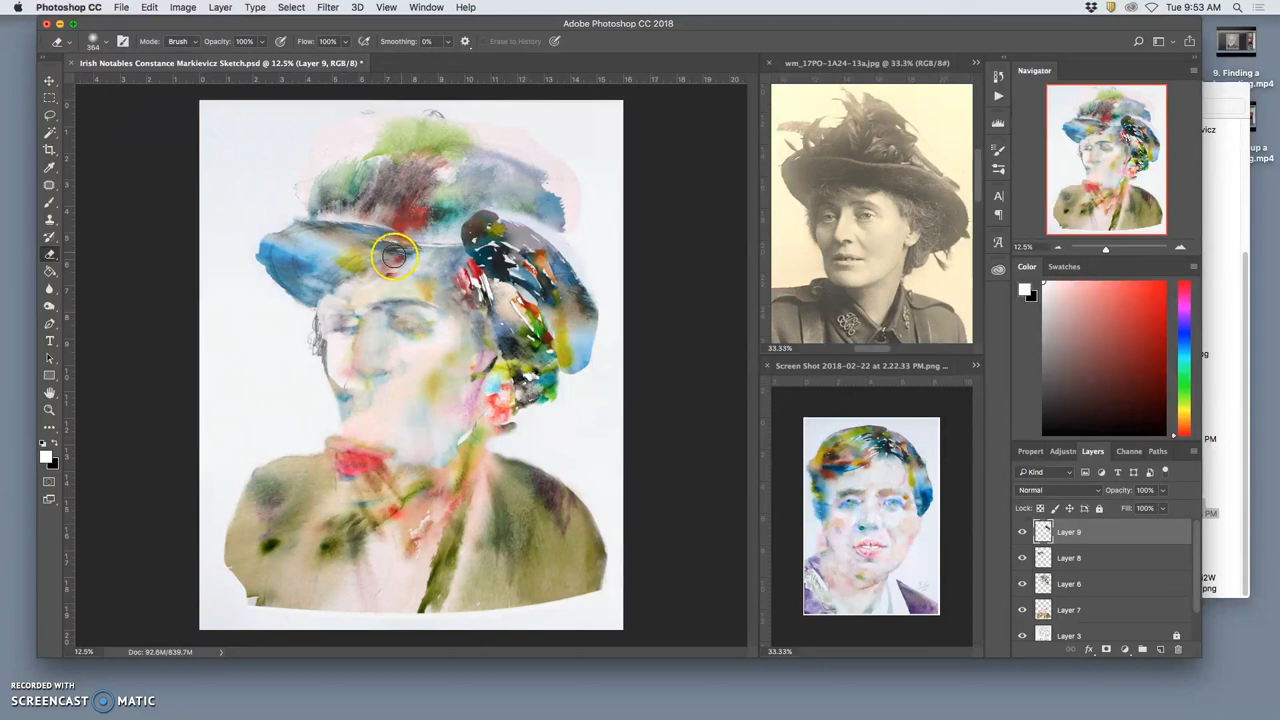 Photoshop CC File Edit Image Layer Type Select Filter 3D View Window Help
Tue 9:53 AM
Adobe Photoshop CC 2018
364 Mode: Brush Opacity: 100% Flow: 100% Smoothing: 0% Erase to History
Irish Notables Constance Markievicz Sketch.psd @ 12.5% (Layer 9, RGB/8) *
wm_17PO-1A24-13a.jpg @ 33.3% (RGB/8#)
Navigator
9. Finding a
.mp4
12.5%
Color Swatches
33.33%
Screen Shot 2018-02-22 at 2.22.33 PM.png ...
Propert Adjustn Layers Channe Paths
Kind
Normal Opacity: 100%
Lock: Fill: 100%
Layer 9
Layer 8
Layer 6
Layer 7
Layer 3
12.5% Doc: 92.6M/839.7M
33.33%
RECORDED WITH
SCREENCAST MATIC